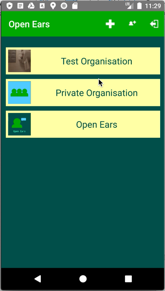 11:29
Open Ears
Test Organisation
Private Organisation
Open Ears